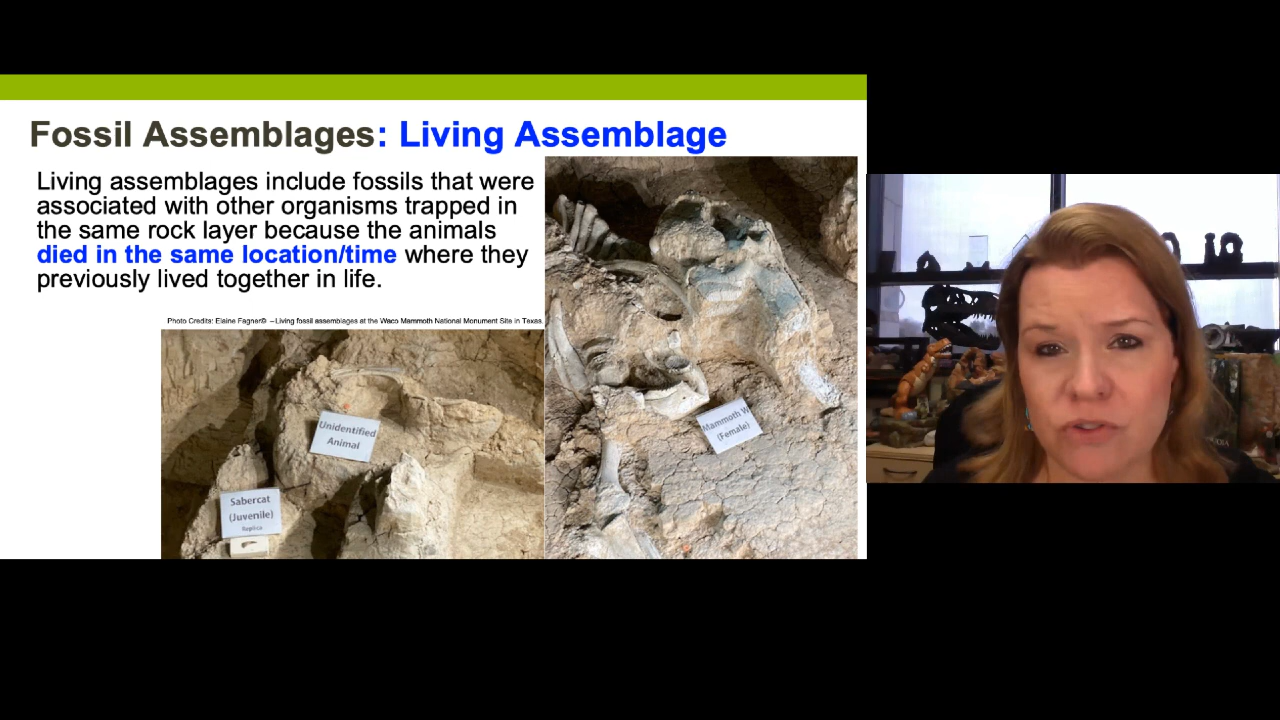 Fossil Assemblages: Living Assemblage
Living assemblages include fossils that were
associated with other organisms trapped in
the same rock layer because the animals
died in the same location/time where they
previously lived together in life.
Photo Credits: Elaine Fagner© – Living fossil assemblages at the Waco Mammoth National Monument Site in Texas.
Unidentified
Animal
Sabercat
(Juvenile)
Replica
Mammoth W
(Female)